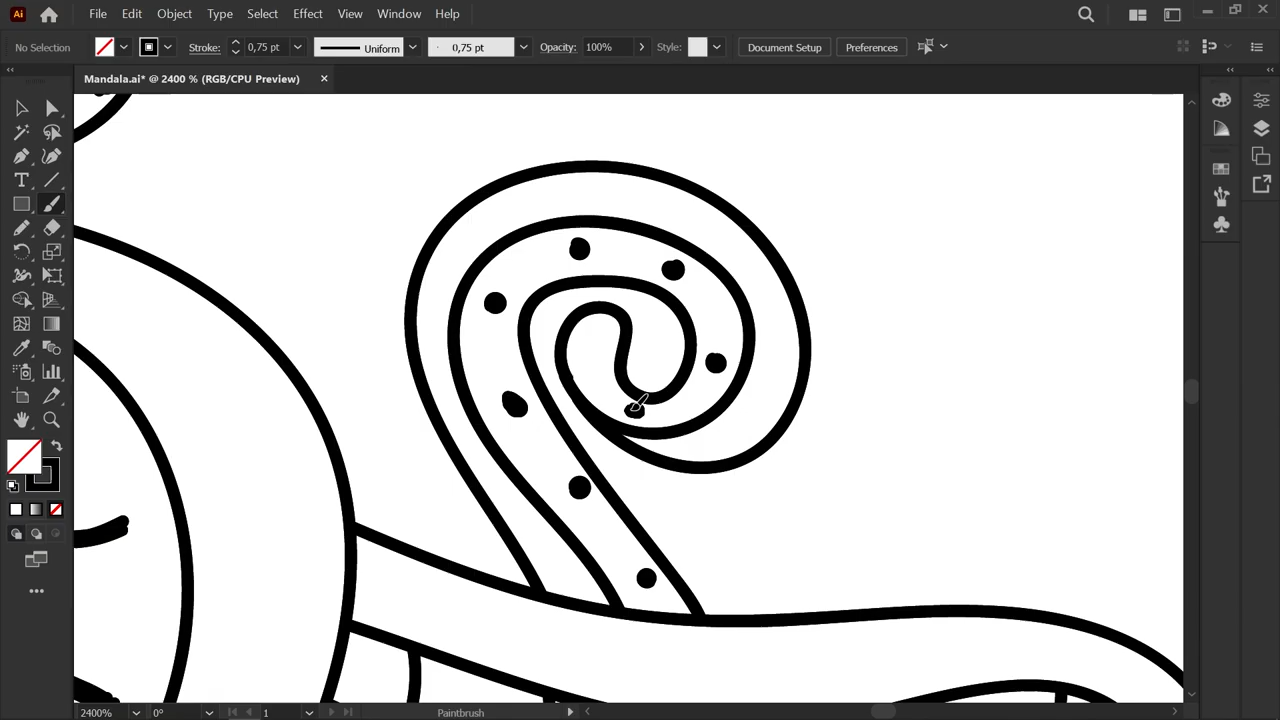 Ai File Edit Object Type Select Effect View Window Help
No Selection Stroke: 0,75 pt Uniform 0,75 pt Opacity: 100% Style: Document Setup Preferences
Mandala.ai* @ 2400 % (RGB/CPU Preview)
2400% 0° 1 Paintbrush